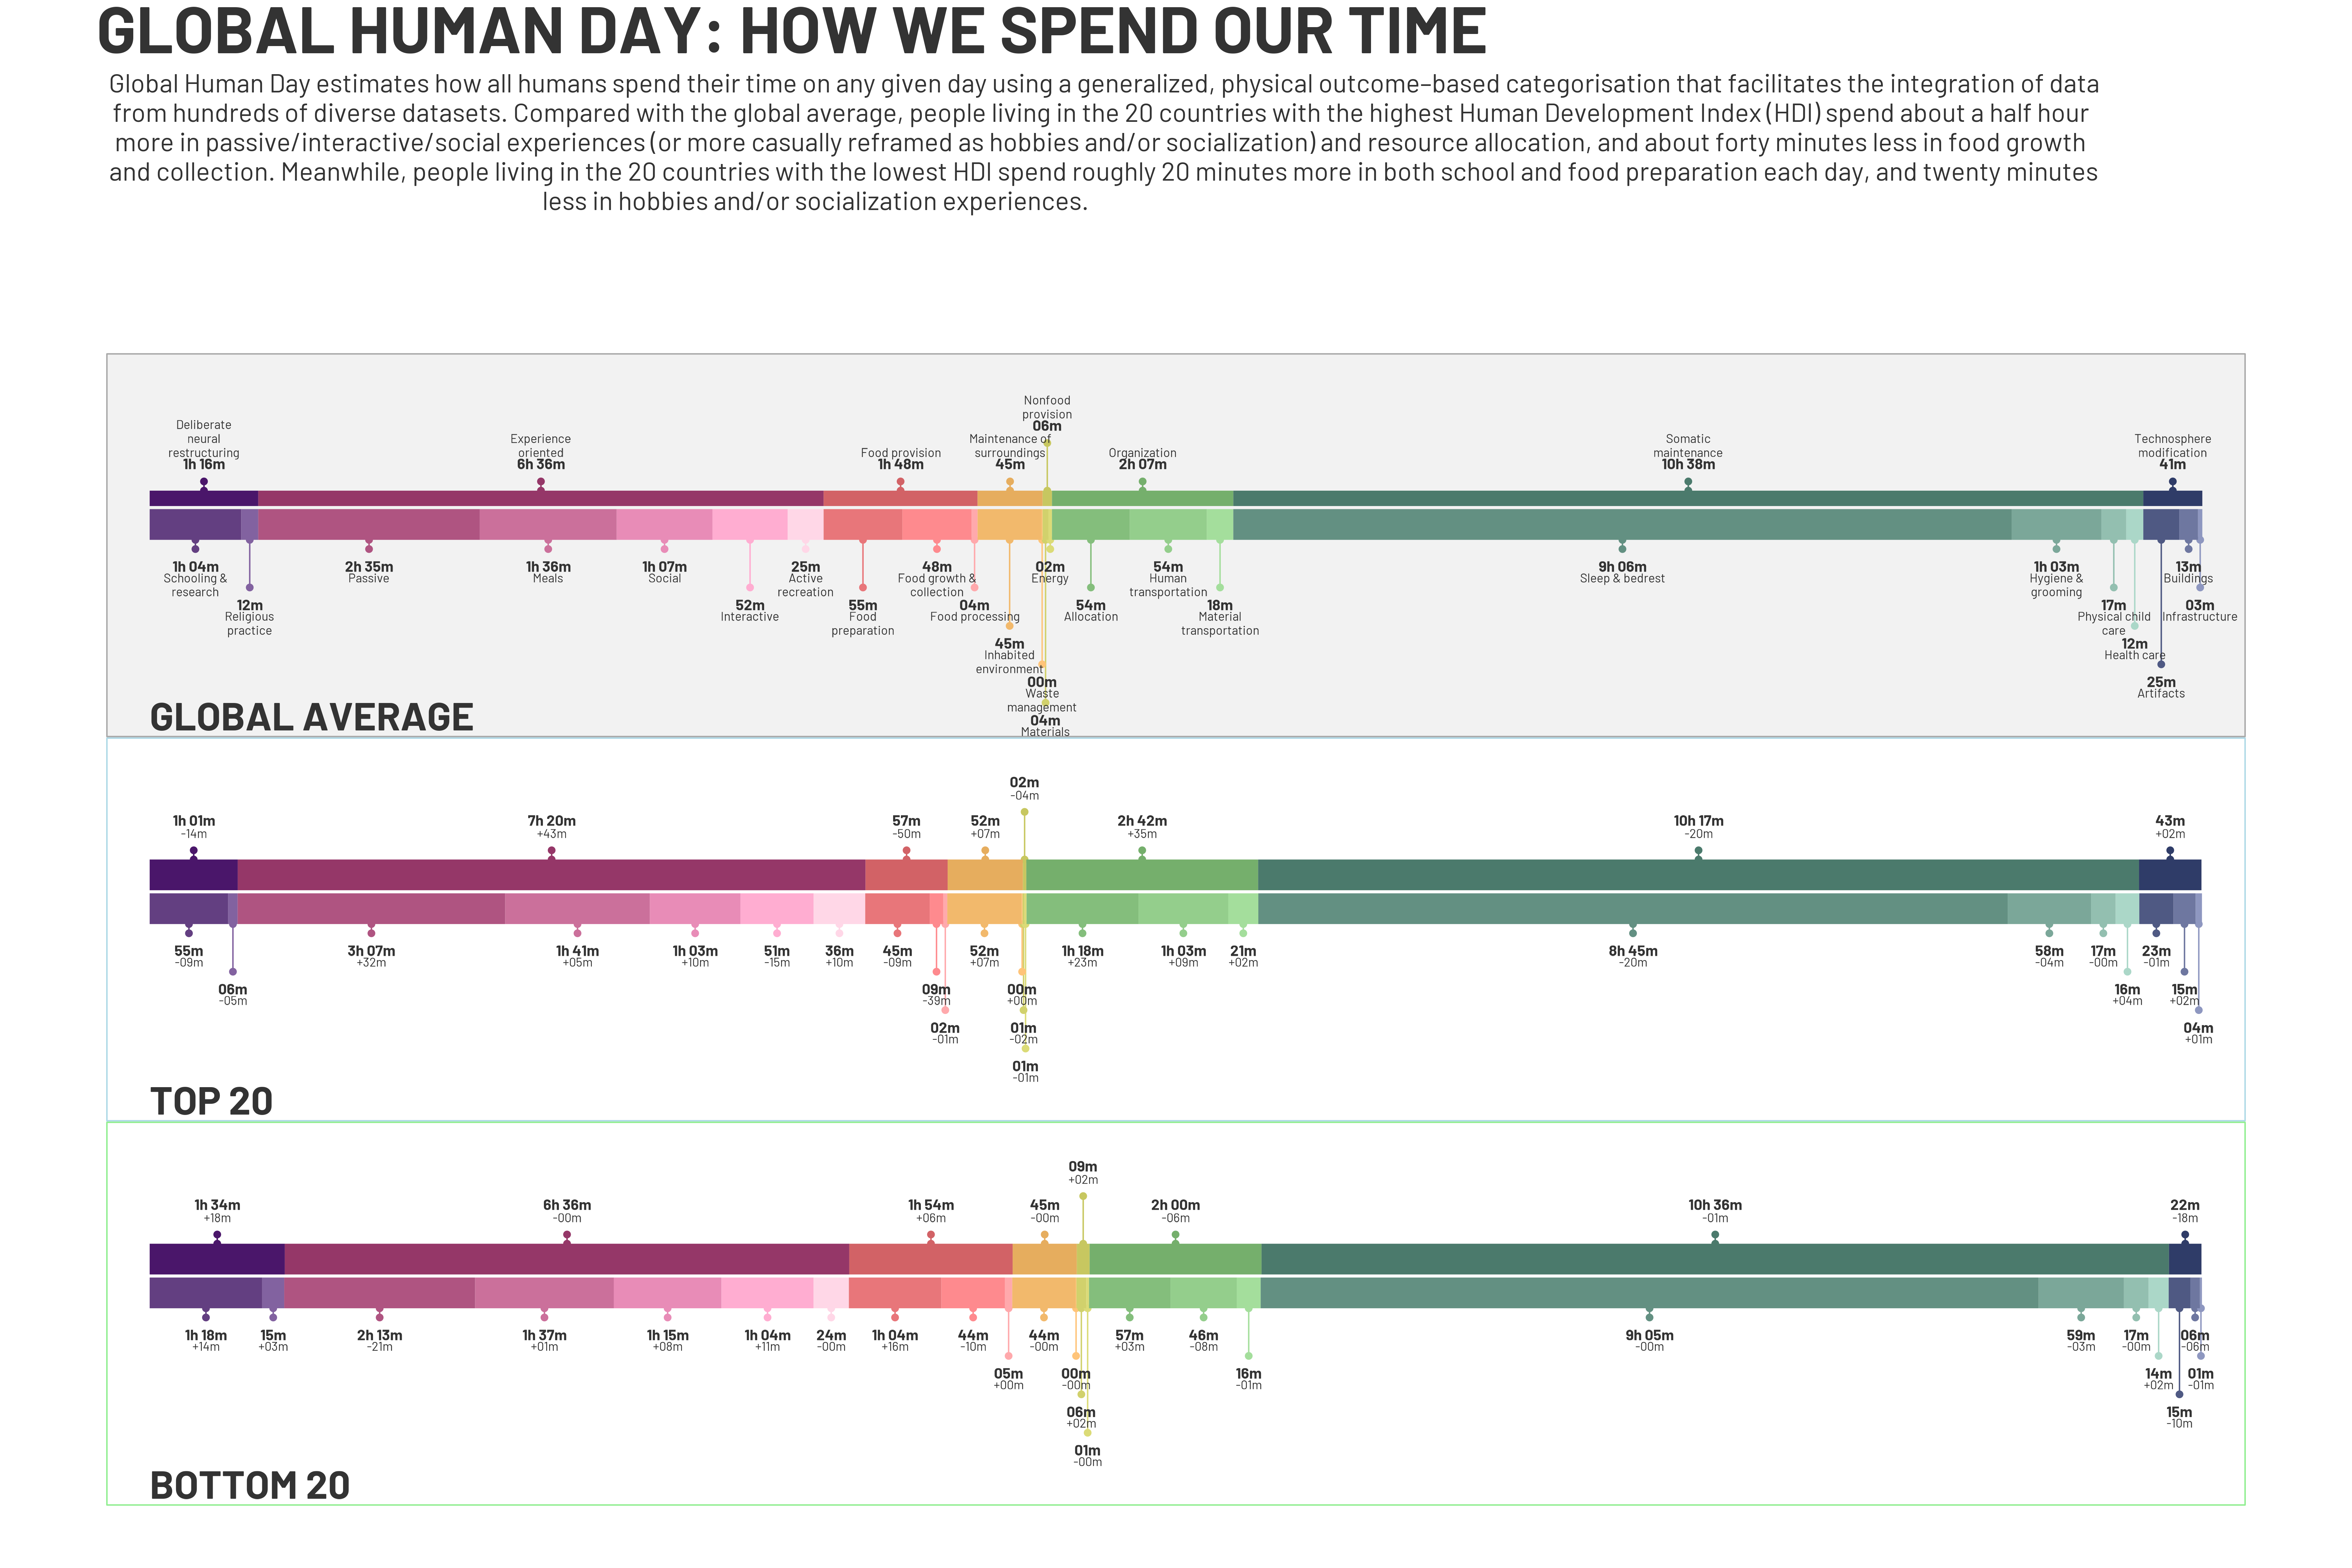 GLOBAL HUMAN DAY: HOW WE SPEND OUR TIME
Global Human Day estimates how all humans spend their time on any given day using a generalized, physical outcome-based categorisation that facilitates the integration of data
from hundreds of diverse datasets. Compared with the global average, people living in the 20 countries with the highest Human Development Index (HDI) spend about a half hour
more in passive/interactive/social experiences (or more casually reframed as hobbies and/or socialization) and resource allocation, and about forty minutes less in food growth
and collection. Meanwhile, people living in the 20 countries with the lowest HDI spend roughly 20 minutes more in both school and food preparation each day, and twenty minutes
less in hobbies and/or socialization experiences.
Deliberate
neural
restructuring
1h 16m
Experience
oriented
6h 36m
Food provision
1h 48m
Maintenance of
surroundings
45m
Nonfood
provision
06m
Organization
2h 07m
Somatic
maintenance
10h 38m
Technosphere
modification
41m
1h 04m
Schooling &
research
12m
Religious
practice
2h 35m
Passive
1h 36m
Meals
1h 07m
Social
52m
Interactive
25m
Active
recreation
55m
Food
preparation
48m
Food growth &
collection
04m
Food processing
45m
Inhabited
environment
00m
Waste
management
04m
Materials
02m
Energy
54m
Allocation
54m
Human
transportation
18m
Material
transportation
9h 06m
Sleep & bedrest
1h 03m
Hygiene &
grooming
17m
Physical child
care
12m
Health care
25m
Artifacts
13m
Buildings
03m
Infrastructure
GLOBAL AVERAGE
1h 01m
-14m
7h 20m
+43m
57m
-50m
52m
+07m
02m
-04m
2h 42m
+35m
10h 17m
-20m
43m
+02m
55m
-09m
06m
-05m
3h 07m
+32m
1h 41m
+05m
1h 03m
+10m
51m
-15m
36m
+10m
45m
-09m
09m
-39m
02m
-01m
52m
+07m
00m
+00m
01m
-02m
01m
-01m
1h 18m
+23m
1h 03m
+09m
21m
+02m
8h 45m
-20m
58m
-04m
17m
-00m
16m
+04m
23m
-01m
15m
+02m
04m
+01m
TOP 20
1h 34m
+18m
6h 36m
-00m
1h 54m
+06m
45m
-00m
09m
+02m
2h 00m
-06m
10h 36m
-01m
22m
-18m
1h 18m
+14m
15m
+03m
2h 13m
-21m
1h 37m
+01m
1h 15m
+08m
1h 04m
+11m
24m
-00m
1h 04m
+16m
44m
-10m
05m
+00m
44m
-00m
00m
-00m
06m
+02m
01m
-00m
57m
+03m
46m
-08m
16m
-01m
9h 05m
-00m
59m
-03m
17m
-00m
14m
+02m
15m
-10m
06m
-06m
01m
-01m
BOTTOM 20